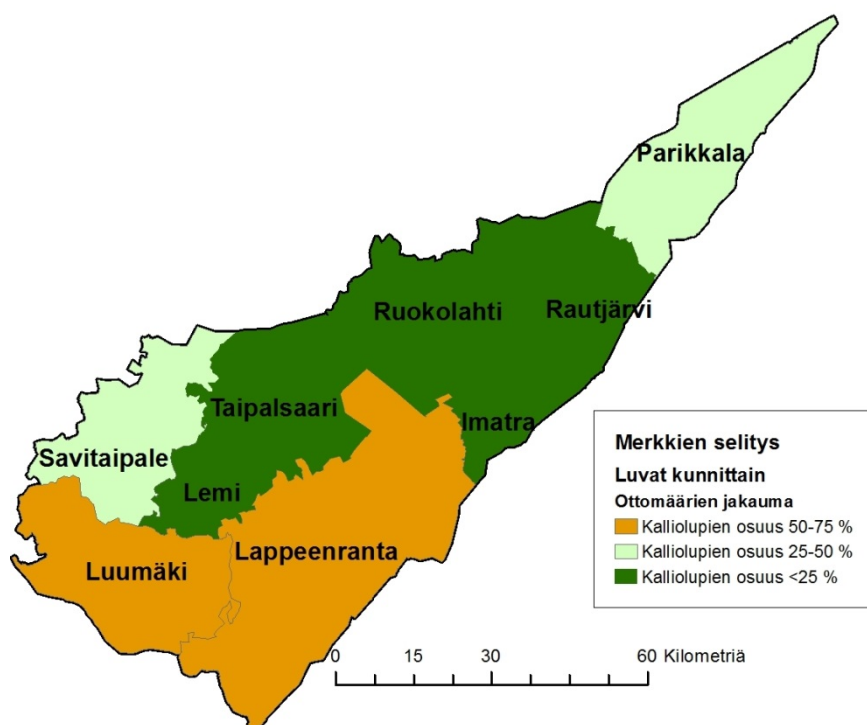 Parikkala
Ruokolahti
Rautjärvi
Taipalsaari
Imatra
Savitaipale
Lemi
Lappeenranta
Luumäki
Merkkien selitys
Luvat kunnittain
Ottomäärien jakauma
Kalliolupien osuus 50-75 %
Kalliolupien osuus 25-50 %
Kalliolupien osuus <25 %
0 15 30 60 Kilometriä